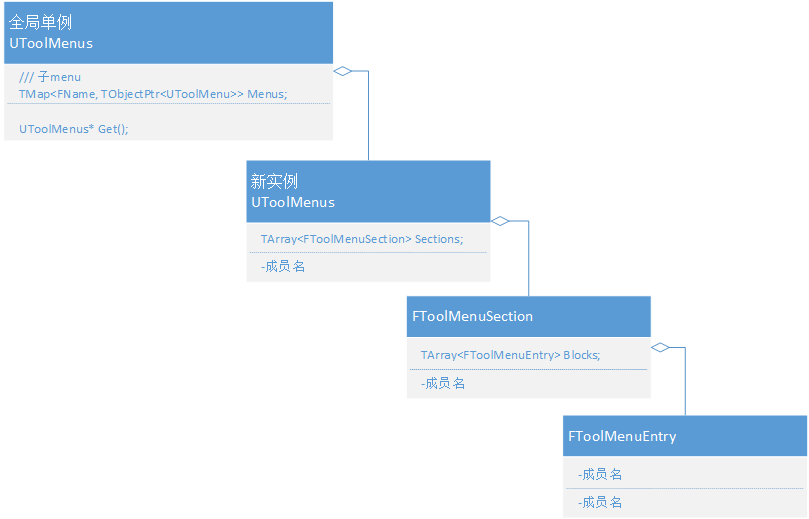 全局单例
UToolMenus
/// 子menu
TMap<FName, TObjectPtr<UToolMenu>> Menus;
UToolMenus* Get();
新实例
UToolMenus
TArray<FToolMenuSection> Sections;
-成员名
FToolMenuSection
TArray<FToolMenuEntry> Blocks;
-成员名
FToolMenuEntry
-成员名
-成员名